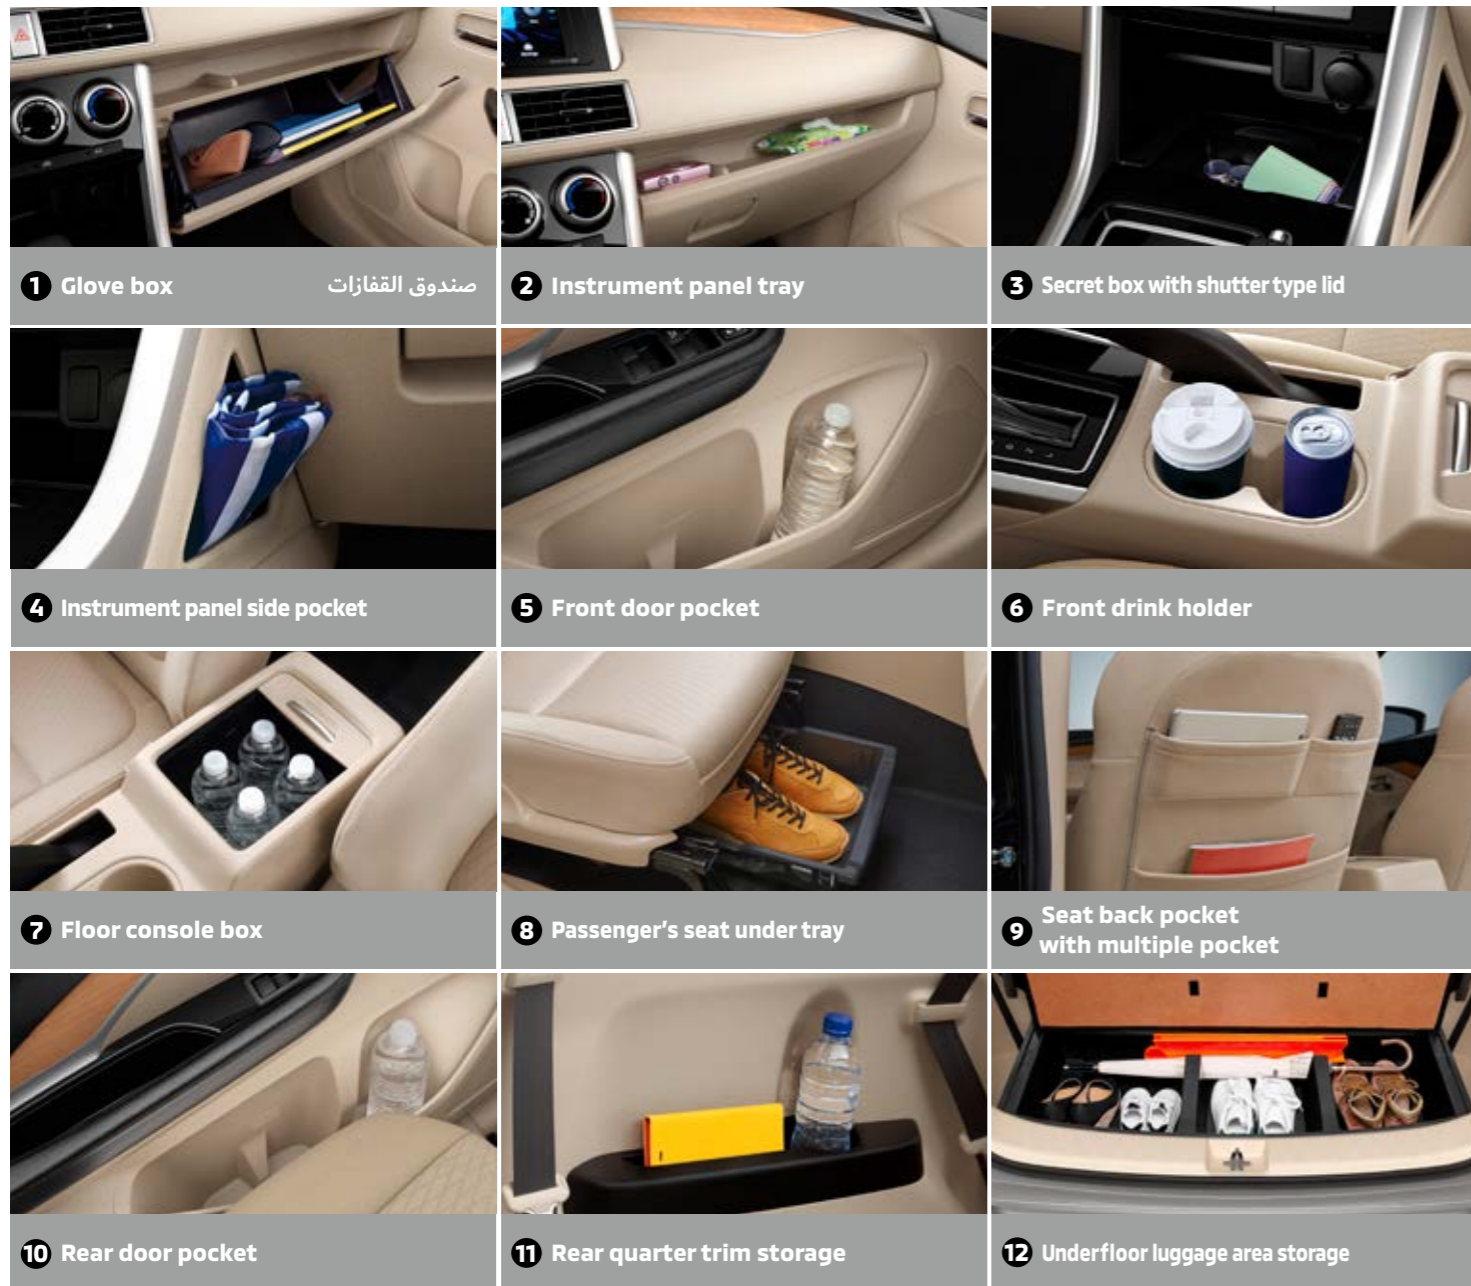 1 Glove box صندوق القفازات
2 Instrument panel tray
3 Secret box with shutter type lid
4 Instrument panel side pocket
5 Front door pocket
6 Front drink holder
7 Floor console box
8 Passenger's seat under tray
9 Seat back pocket
with multiple pocket
10 Rear door pocket
11 Rear quarter trim storage
12 Underfloor luggage area storage